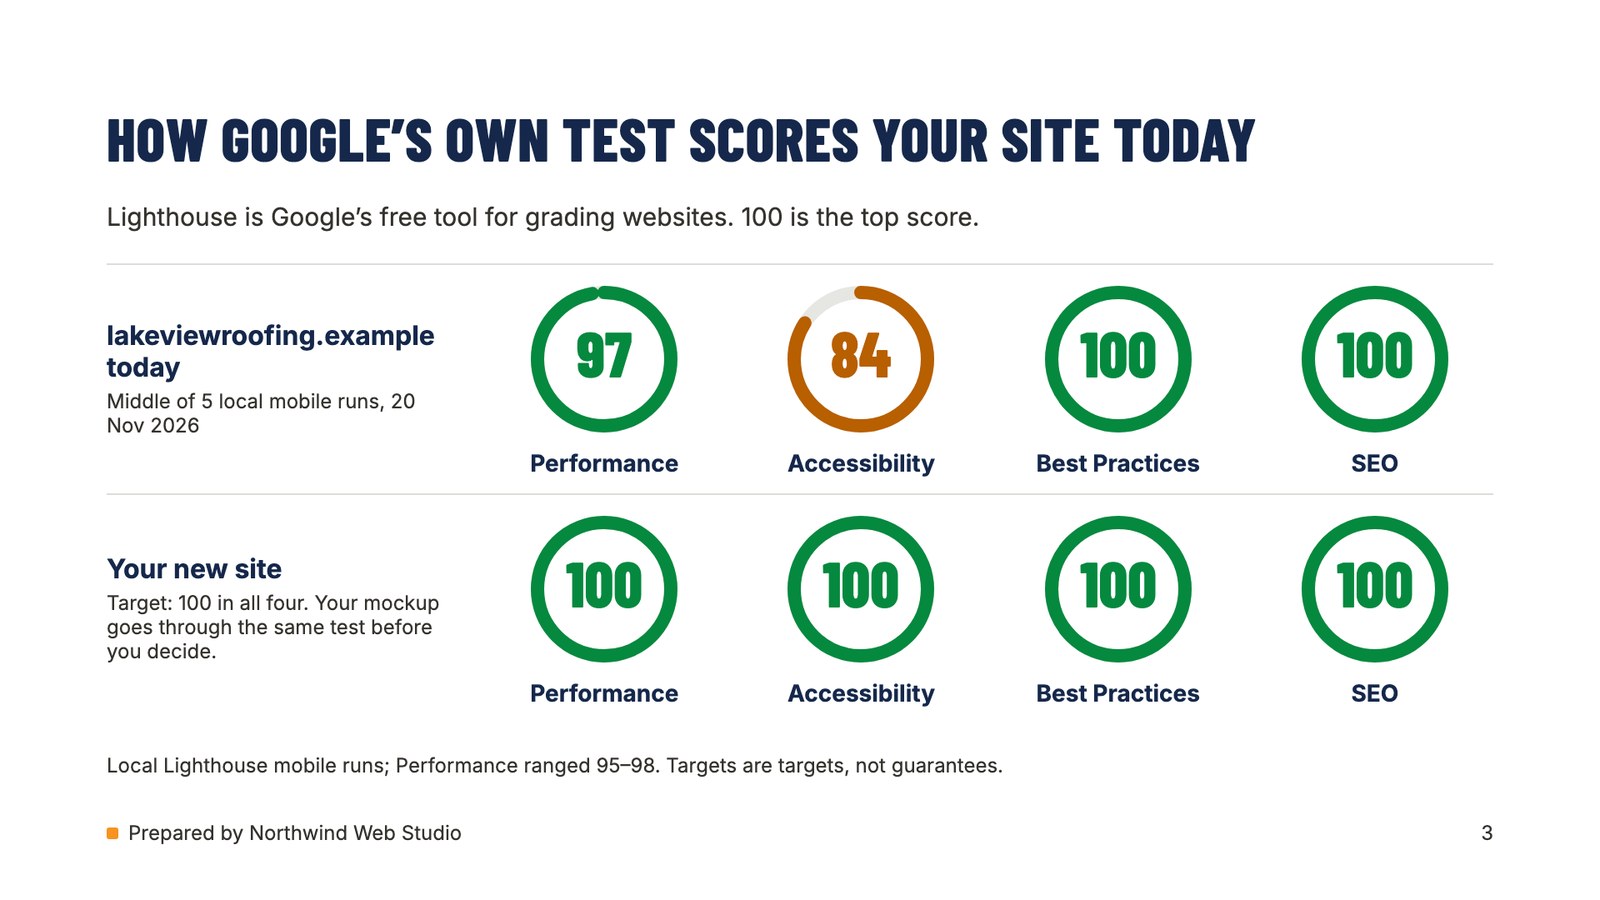 HOW GOOGLE’S OWN TEST SCORES YOUR SITE TODAY
Lighthouse is Google’s free tool for grading websites. 100 is the top score.
lakeviewroofing.example
today
Middle of 5 local mobile runs, 20
Nov 2026
97
Performance
84
Accessibility
100
Best Practices
100
SEO
Your new site
Target: 100 in all four. Your mockup
goes through the same test before
you decide.
100
Performance
100
Accessibility
100
Best Practices
100
SEO
Local Lighthouse mobile runs; Performance ranged 95–98. Targets are targets, not guarantees.
Prepared by Northwind Web Studio
3